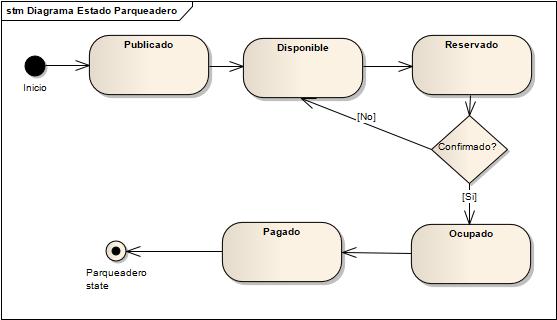 stm Diagrama Estado Parqueadero
Publicado
Disponible
Reservado
Inicio
[No]
Confirmado?
[Si]
Pagado
Ocupado
Parqueadero
state